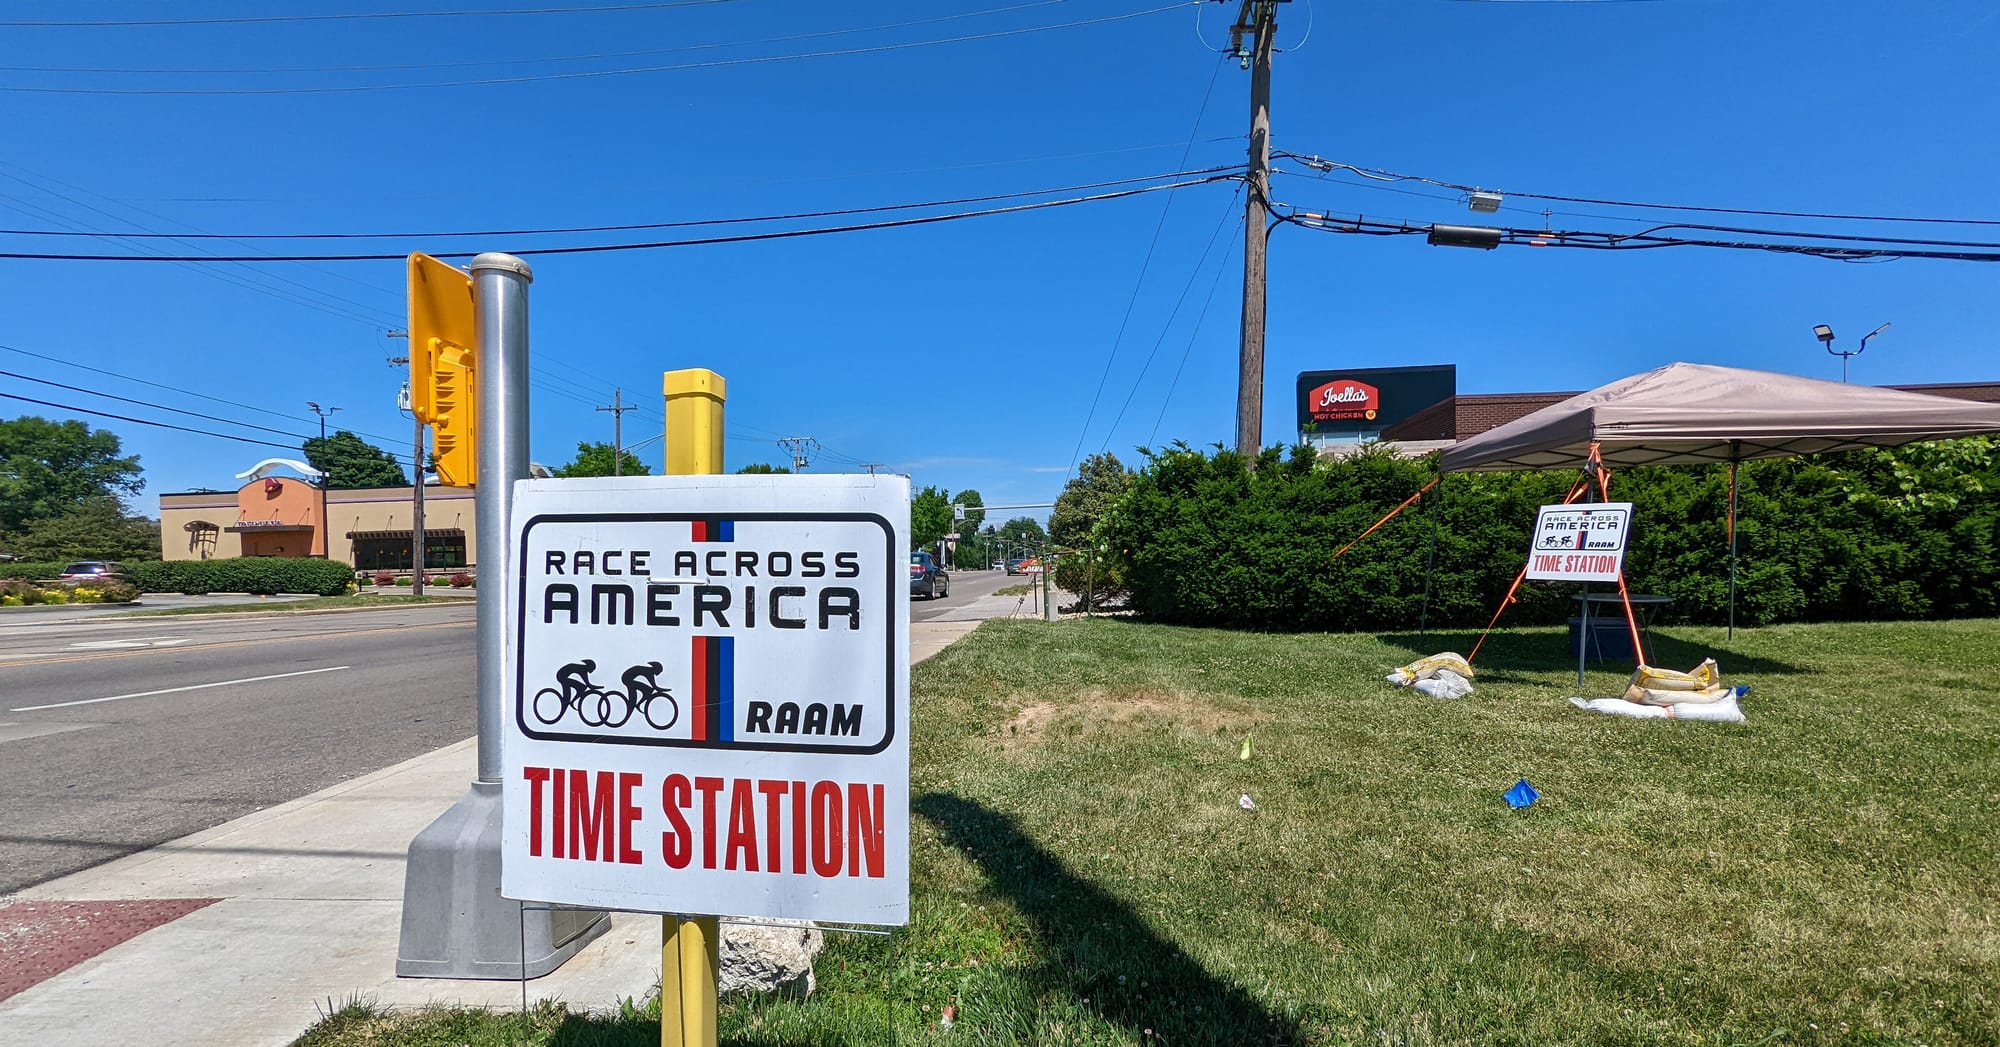 RACE ACROSS
AMERICA
RAAM
TIME STATION
Joella's
HOT CHICKEN
RACE ACROSS
AMERICA
RAAM
TIME STATION